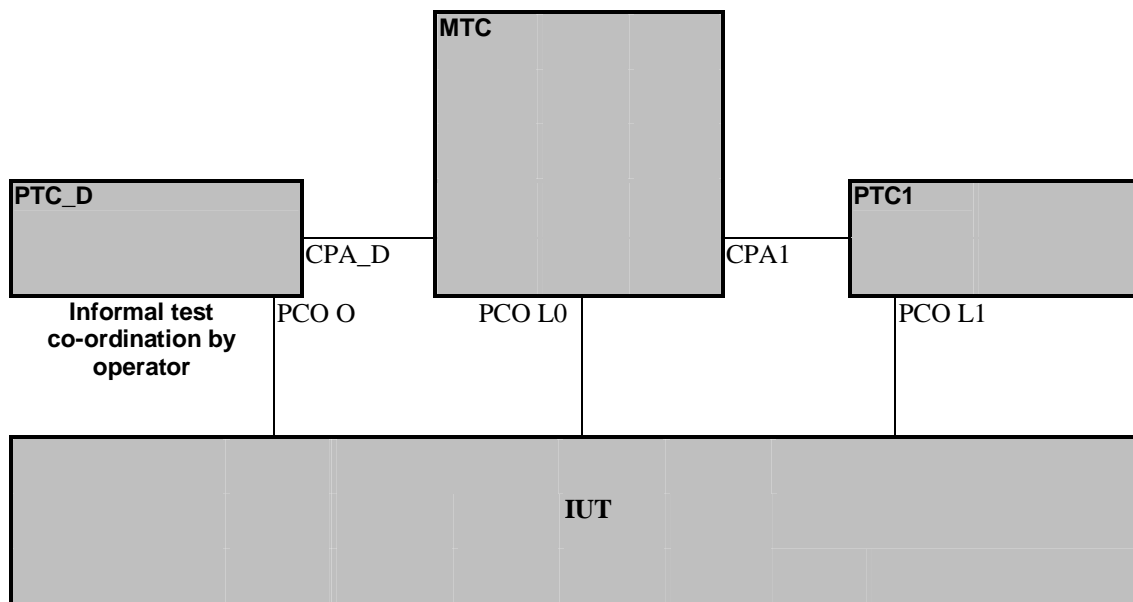 MTC
PTC_D
PTC1
CPA_D
CPA1
Informal test
co-ordination by
operator
PCO O
PCO L0
PCO L1
IUT